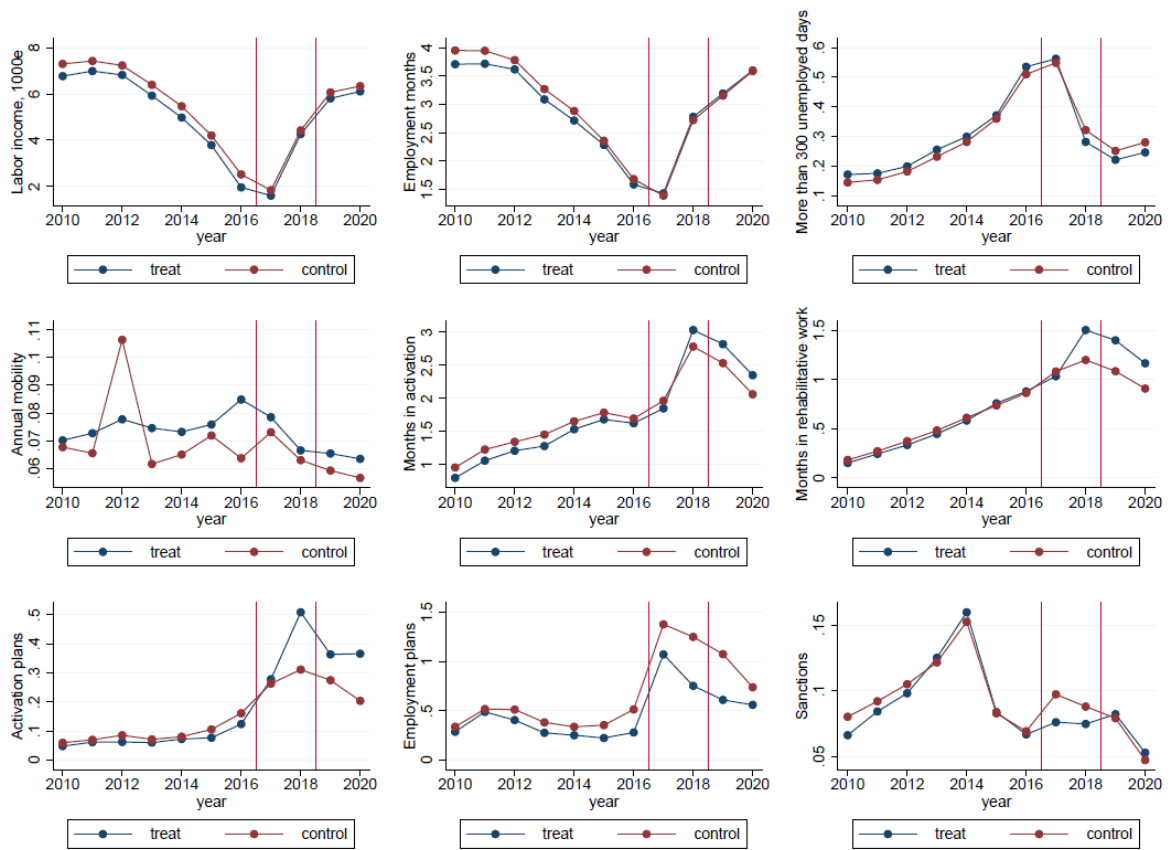 Labor income, 1000e
8
6
4
2
2010 2012 2014 2016 2018 2020
year
treat control
Employment months
4
3.5
3
2.5
2
1.5
2010 2012 2014 2016 2018 2020
year
treat control
More than 300 unemployed days
.6
.5
.4
.3
.2
.1
2010 2012 2014 2016 2018 2020
year
treat control
Annual mobility
.11
.1
.09
.08
.07
.06
2010 2012 2014 2016 2018 2020
year
treat control
Months in activation
3
2.5
2
1.5
1
2010 2012 2014 2016 2018 2020
year
treat control
Months in rehabilitative work
1.5
1
.5
0
2010 2012 2014 2016 2018 2020
year
treat control
Activation plans
.5
.4
.3
.2
.1
0
2010 2012 2014 2016 2018 2020
year
treat control
Employment plans
1.5
1
.5
0
2010 2012 2014 2016 2018 2020
year
treat control
Sanctions
.15
.1
.05
2010 2012 2014 2016 2018 2020
year
treat control